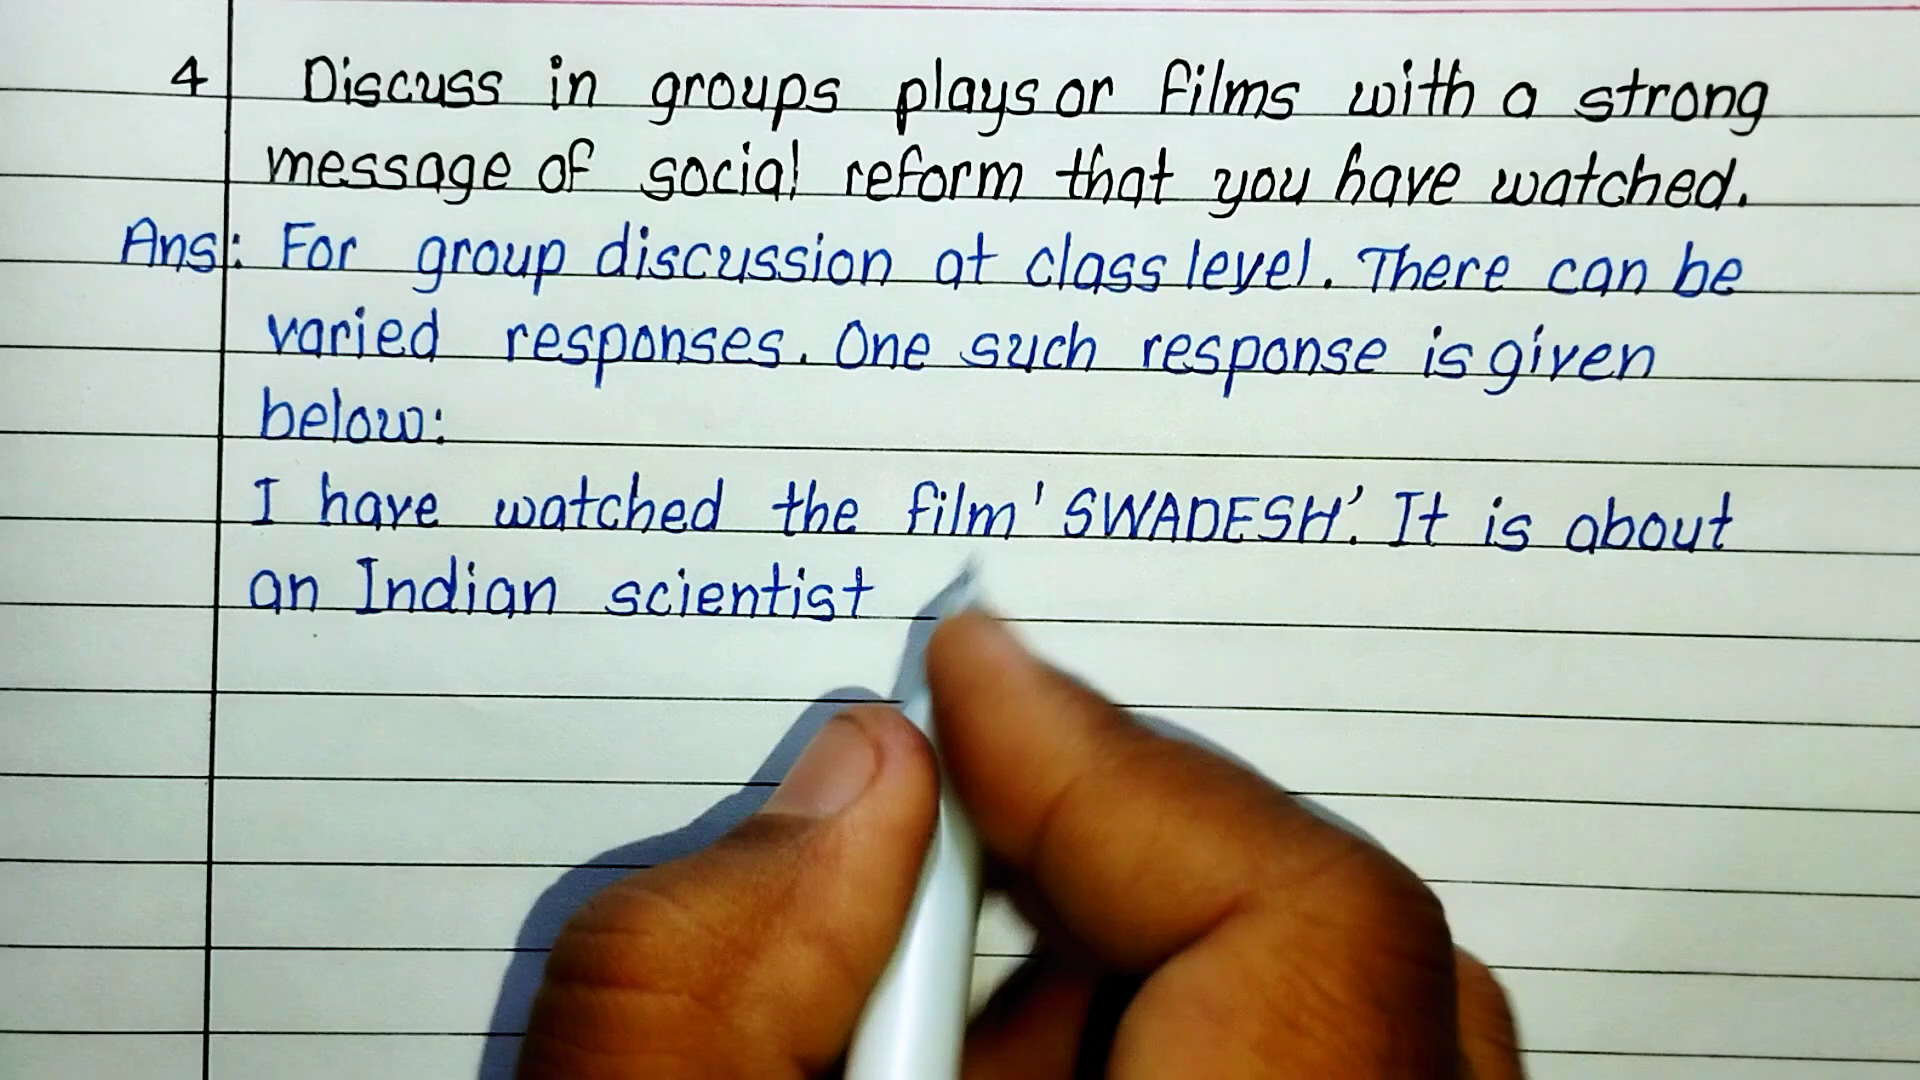 4 Discuss in groups plays or films with a strong
message of social reform that you have watched.
Ans: For group discussion at class level. There can be
varied responses. One such response is given
below:
I have watched the film 'SWADESH'. It is about
an Indian scientist